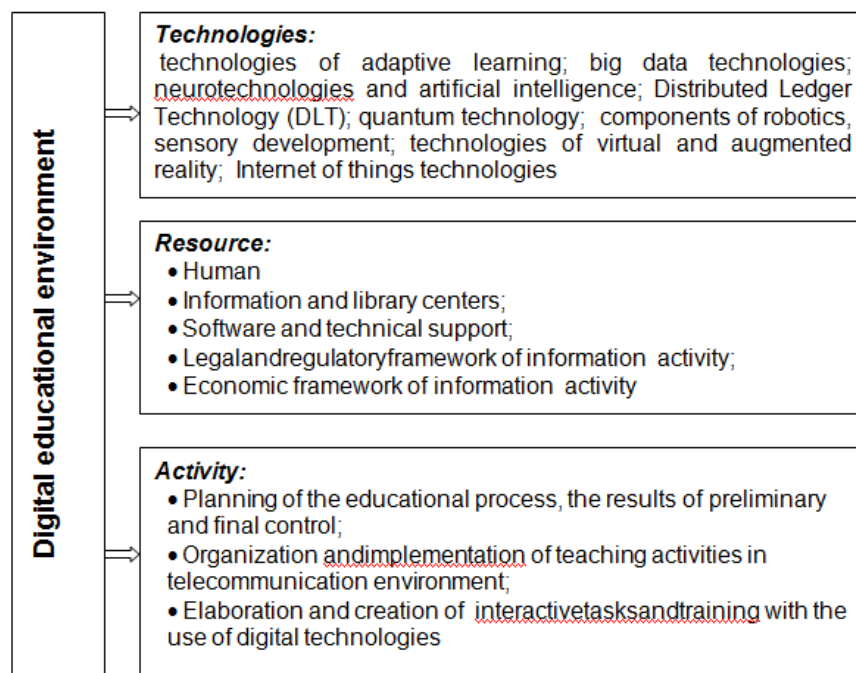 Digital educational environment
Technologies:
technologies of adaptive learning; big data technologies;
neurotechnologies and artificial intelligence; Distributed Ledger
Technology (DLT); quantum technology; components of robotics,
sensory development; technologies of virtual and augmented
reality; Internet of things technologies
Resource:
• Human
• Information and library centers;
• Software and technical support;
• Legalandregulatoryframework of information activity;
• Economic framework of information activity
Activity:
• Planning of the educational process, the results of preliminary
and final control;
• Organization andimplementation of teaching activities in
telecommunication environment;
• Elaboration and creation of interactivetasksandtraining with the
use of digital technologies